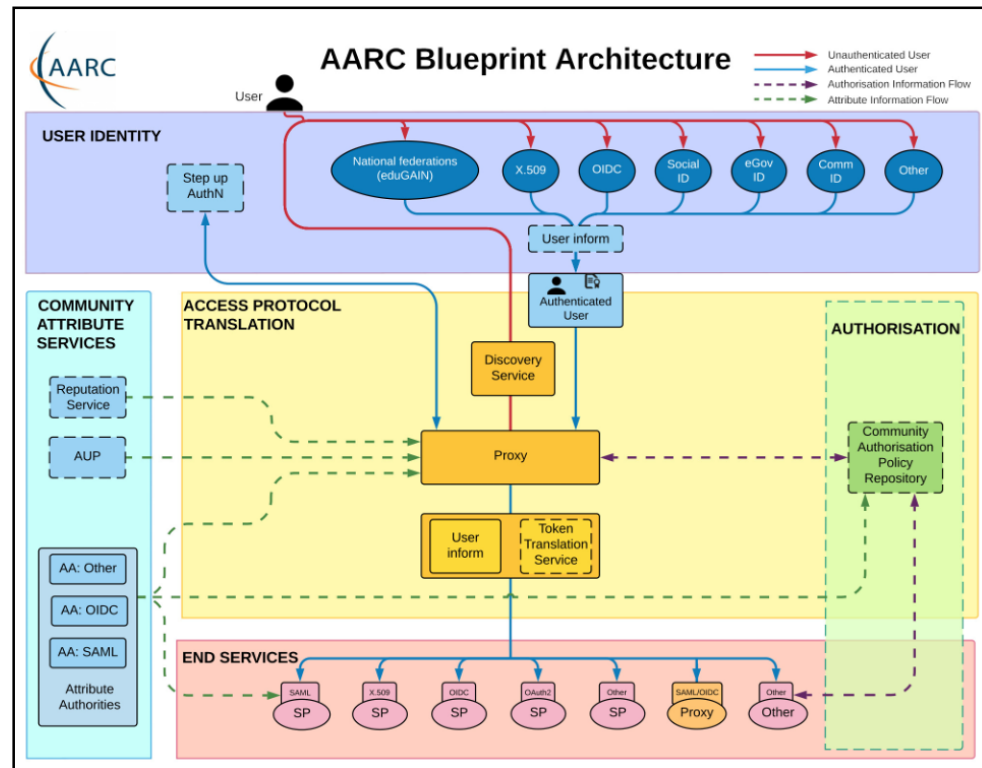 AARC
AARC Blueprint Architecture
Unauthenticated User
Authenticated User
Authorisation Information Flow
Attribute Information Flow
User
USER IDENTITY
National federations
(eduGAIN)
X.509
OIDC
Social
ID
eGov
ID
Comm
ID
Other
Step up
AuthN
User inform
Authenticated
User
COMMUNITY
ATTRIBUTE
SERVICES
ACCESS PROTOCOL
TRANSLATION
AUTHORISATION
Discovery
Service
Reputation
Service
AUP
Proxy
Community
Authorisation
Policy
Repository
User
inform
Token
Translation
Service
AA: Other
AA: OIDC
AA: SAML
Attribute
Authorities
END SERVICES
SAML
SP
X.509
SP
OIDC
SP
OAuth2
SP
Other
SP
SAML/OIDC
Proxy
Other
Other